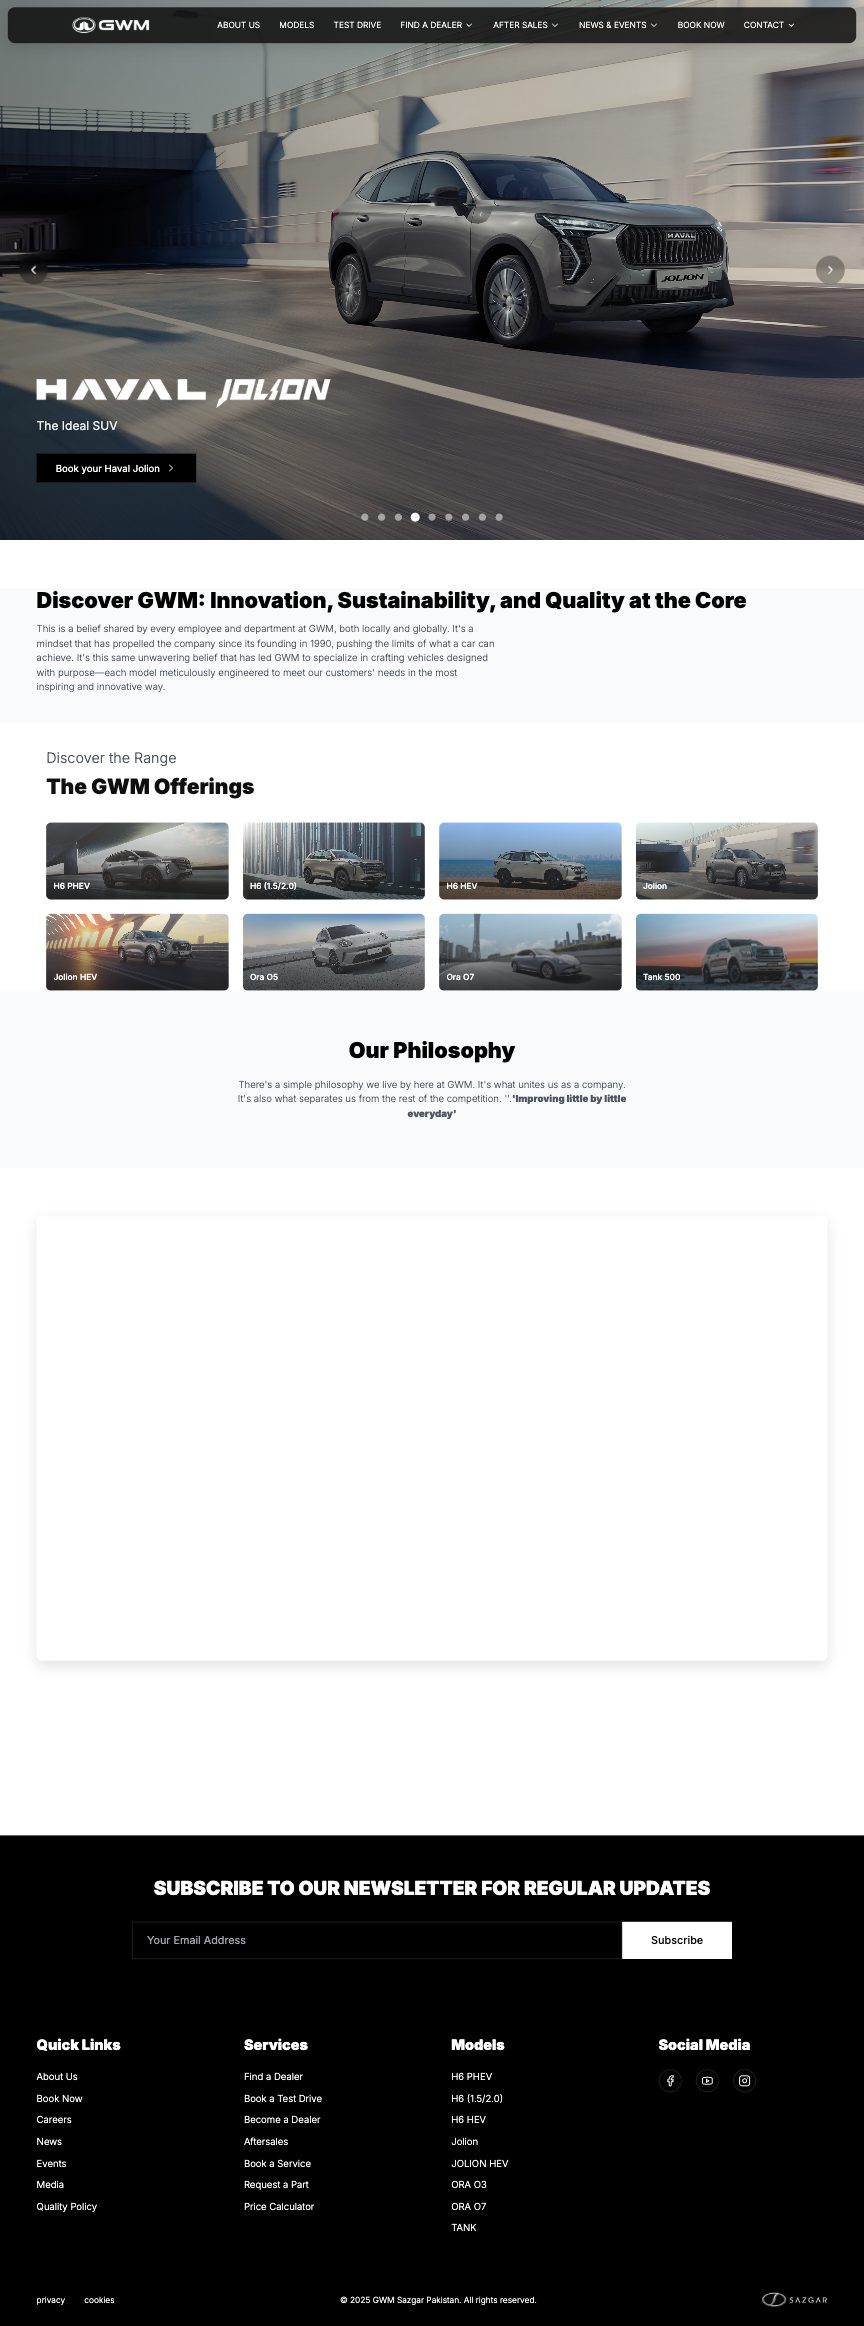 GWM
ABOUT US
MODELS
TEST DRIVE
FIND A DEALER
AFTER SALES
NEWS & EVENTS
BOOK NOW
CONTACT
HAVAL
JOLION
HAVAL JOLION
The Ideal SUV
Book your Haval Jolion
Discover GWM: Innovation, Sustainability, and Quality at the Core
This is a belief shared by every employee and department at GWM, both locally and globally. It's a
mindset that has propelled the company since its founding in 1990, pushing the limits of what a car can
achieve. It's this same unwavering belief that has led GWM to specialize in crafting vehicles designed
with purpose—each model meticulously engineered to meet our customers' needs in the most
inspiring and innovative way.
Discover the Range
The GWM Offerings
H6 PHEV
H6 (1.5/2.0)
H6 HEV
Jolion
Jolion HEV
Ora 05
Ora 07
Tank 500
Our Philosophy
There's a simple philosophy we live by here at GWM. It's what unites us as a company.
It's also what separates us from the rest of the competition. ''.'Improving little by little
everyday'
SUBSCRIBE TO OUR NEWSLETTER FOR REGULAR UPDATES
Your Email Address
Subscribe
Quick Links
About Us
Book Now
Careers
News
Events
Media
Quality Policy
Services
Find a Dealer
Book a Test Drive
Become a Dealer
Aftersales
Book a Service
Request a Part
Price Calculator
Models
H6 PHEV
H6 (1.5/2.0)
H6 HEV
Jolion
JOLION HEV
ORA 03
ORA 07
TANK
Social Media
privacy
cookies
© 2025 GWM Sazgar Pakistan. All rights reserved.
SAZGAR